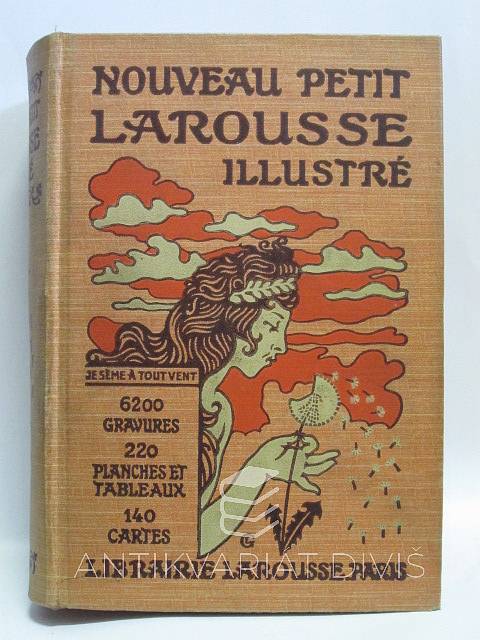 NOUVEAU PETIT
LAROUSSE
ILLUSTRÉ
JE SÈME À TOUT VENT
6200
GRAVURES
220
PLANCHES ET
TABLEAUX
140
CARTES
ANTIKVARIAT DIVIŠ
LIBRAIRIE LAROUSSE, PARIS